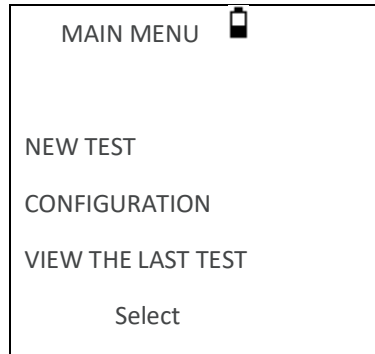 MAIN MENU
NEW TEST
CONFIGURATION
VIEW THE LAST TEST
Select